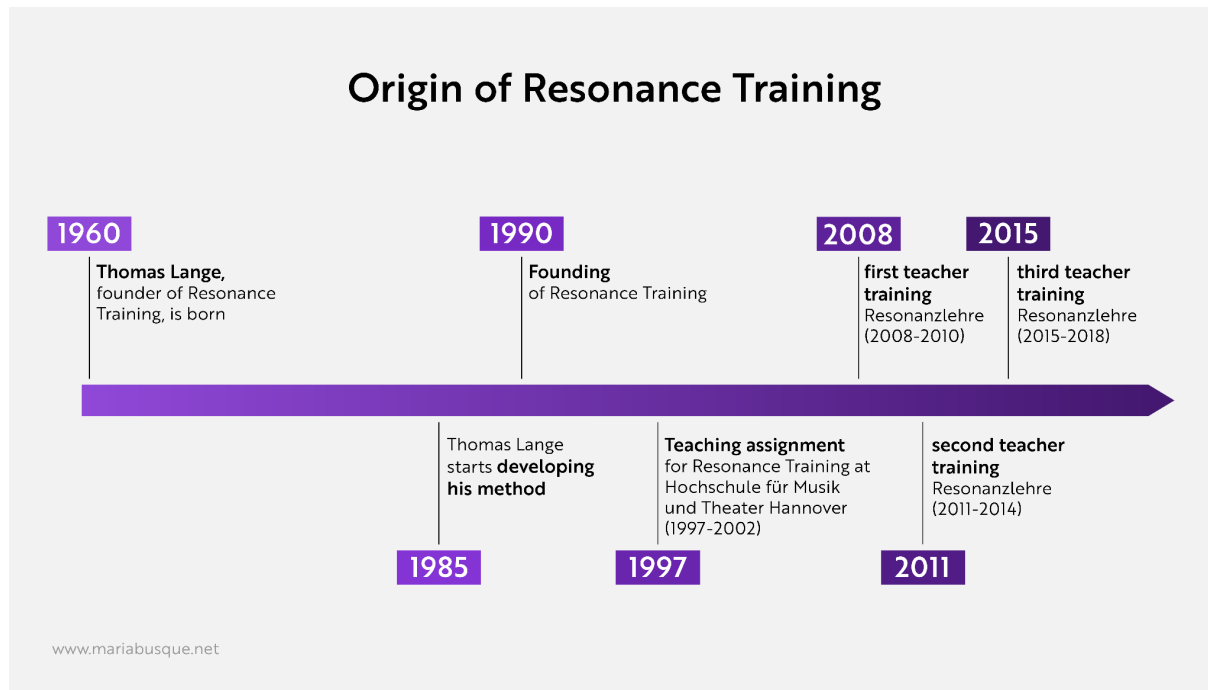 Origin of Resonance Training
1960
Thomas Lange,
founder of Resonance
Training, is born
1985
Thomas Lange
starts developing
his method
1990
Founding
of Resonance Training
1997
Teaching assignment
for Resonance Training at
Hochschule für Musik
und Theater Hannover
(1997-2002)
2008
first teacher
training
Resonanzlehre
(2008-2010)
2011
second teacher
training
Resonanzlehre
(2011-2014)
2015
third teacher
training
Resonanzlehre
(2015-2018)
www.mariabusque.net